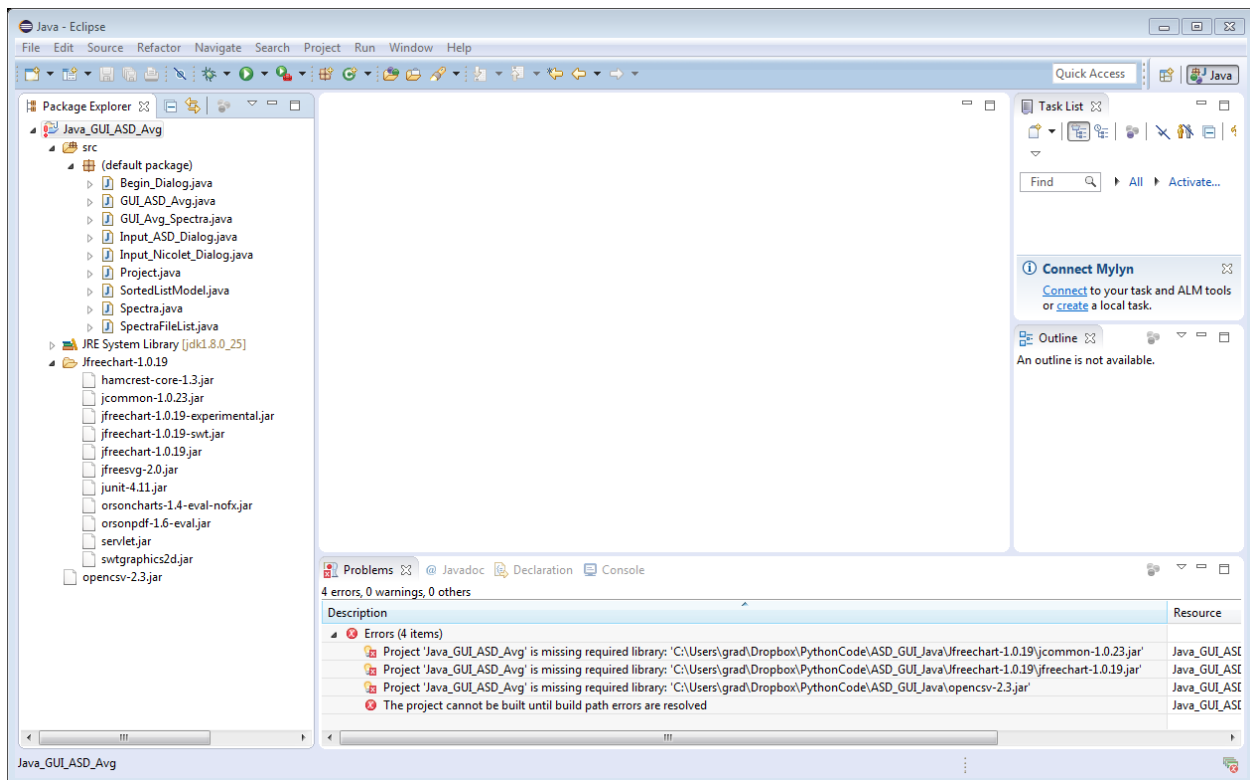 Java - Eclipse
File Edit Source Refactor Navigate Search Project Run Window Help
Quick Access
Java
Package Explorer
Java_GUI_ASD_Avg
src
(default package)
Begin_Dialog.java
GUI_ASD_Avg.java
GUI_Avg_Spectra.java
Input_ASD_Dialog.java
Input_Nicolet_Dialog.java
Project.java
SortedListModel.java
Spectra.java
SpectraFileList.java
JRE System Library [jdk1.8.0_25]
Jfreechart-1.0.19
hamcrest-core-1.3.jar
jcommon-1.0.23.jar
jfreechart-1.0.19-experimental.jar
jfreechart-1.0.19-swt.jar
jfreechart-1.0.19.jar
jfreesvg-2.0.jar
junit-4.11.jar
orsoncharts-1.4-eval-nofx.jar
orsonpdf-1.6-eval.jar
servlet.jar
swtgraphics2d.jar
opencsv-2.3.jar
Task List
Find All Activate...
Connect Mylyn
Connect to your task and ALM tools
or create a local task.
Outline
An outline is not available.
Problems @ Javadoc Declaration Console
4 errors, 0 warnings, 0 others
Description Resource
Errors (4 items)
Project 'Java_GUI_ASD_Avg' is missing required library: 'C:\Users\grad\Dropbox\PythonCode\ASD_GUI_Java\Jfreechart-1.0.19\jcommon-1.0.23.jar' Java_GUI_ASD
Project 'Java_GUI_ASD_Avg' is missing required library: 'C:\Users\grad\Dropbox\PythonCode\ASD_GUI_Java\Jfreechart-1.0.19\jfreechart-1.0.19.jar' Java_GUI_ASD
Project 'Java_GUI_ASD_Avg' is missing required library: 'C:\Users\grad\Dropbox\PythonCode\ASD_GUI_Java\opencsv-2.3.jar' Java_GUI_ASD
The project cannot be built until build path errors are resolved Java_GUI_ASD
Java_GUI_ASD_Avg